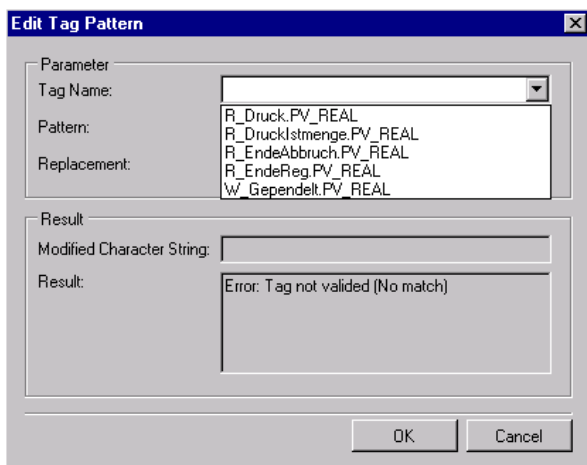 Edit Tag Pattern
Parameter
Tag Name:
R_Druck.PV_REAL
R_DruckIstmenge.PV_REAL
Pattern:
R_EndeAbbruch.PV_REAL
Replacement:
R_EndeReg.PV_REAL
W_Gependelt.PV_REAL
Result
Modified Character String:
Result:
Error: Tag not valided (No match)
OK
Cancel